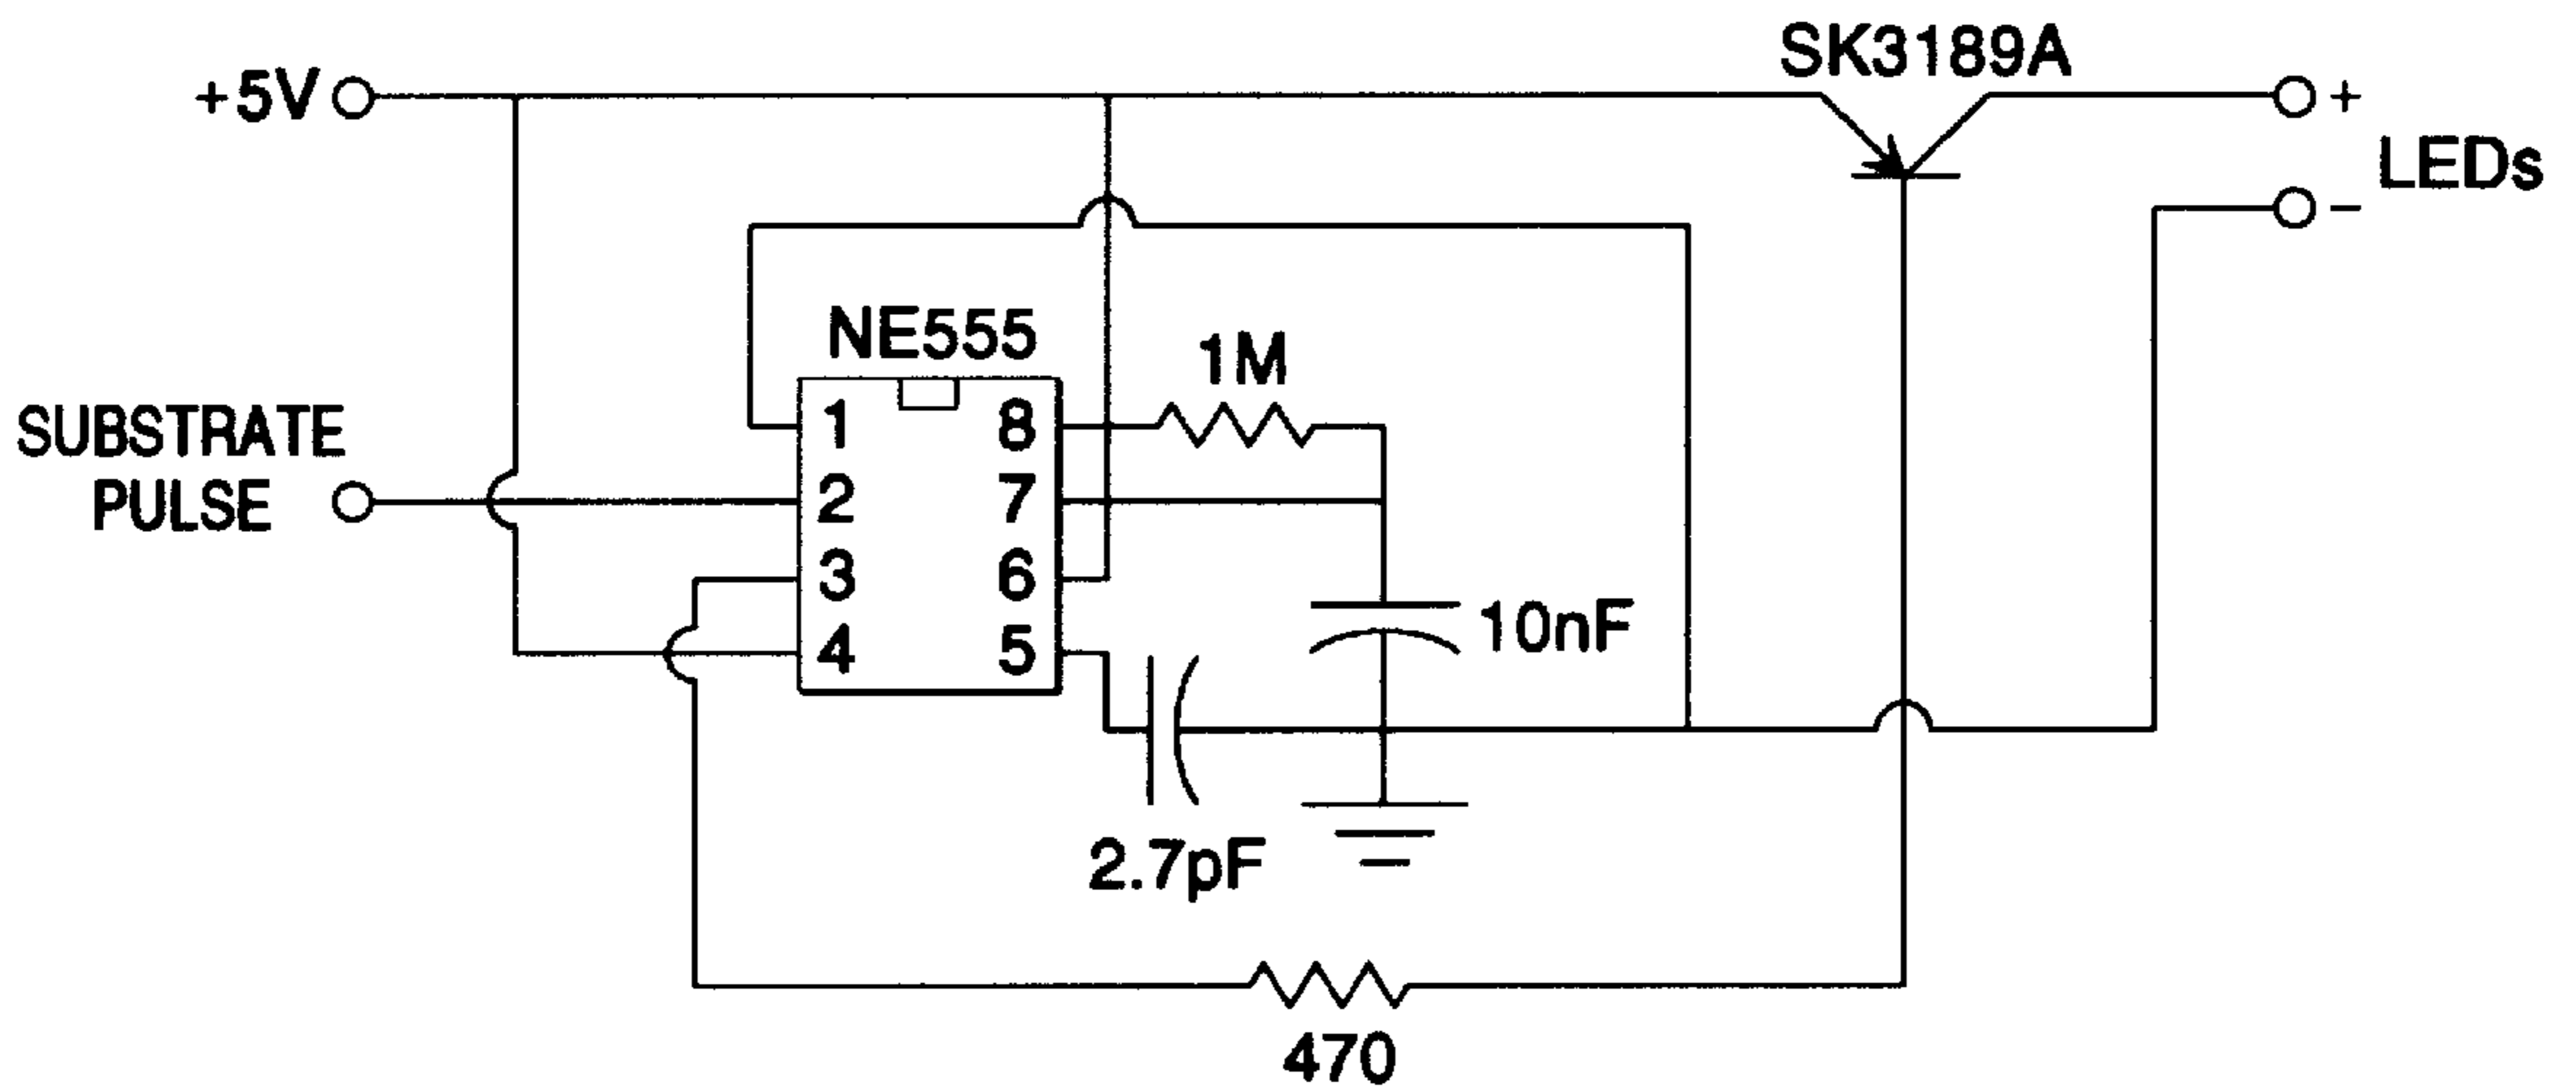 SK3189A
+5V
+
LEDs
−
NE555
1M
SUBSTRATE
PULSE
1 8
2 7
3 6
4 5
10nF
2.7pF
470